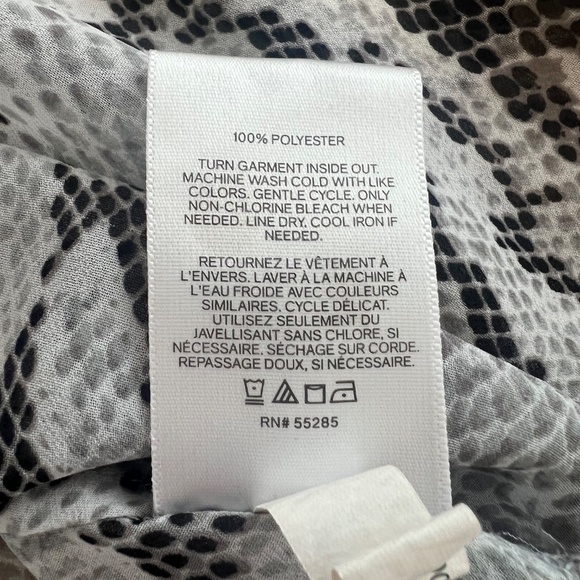 100% POLYESTER
TURN GARMENT INSIDE OUT.
MACHINE WASH COLD WITH LIKE
COLORS. GENTLE CYCLE. ONLY
NON-CHLORINE BLEACH WHEN
NEEDED. LINE DRY. COOL IRON IF
NEEDED.
RETOURNEZ LE VÊTEMENT À
L'ENVERS. LAVER À LA MACHINE À
L'EAU FROIDE AVEC COULEURS
SIMILAIRES. CYCLE DÉLICAT.
UTILISEZ SEULEMENT DU
JAVELLISANT SANS CHLORE, SI
NÉCESSAIRE. SÉCHAGE SUR CORDE.
REPASSAGE DOUX, SI NÉCESSAIRE.
RN# 55285